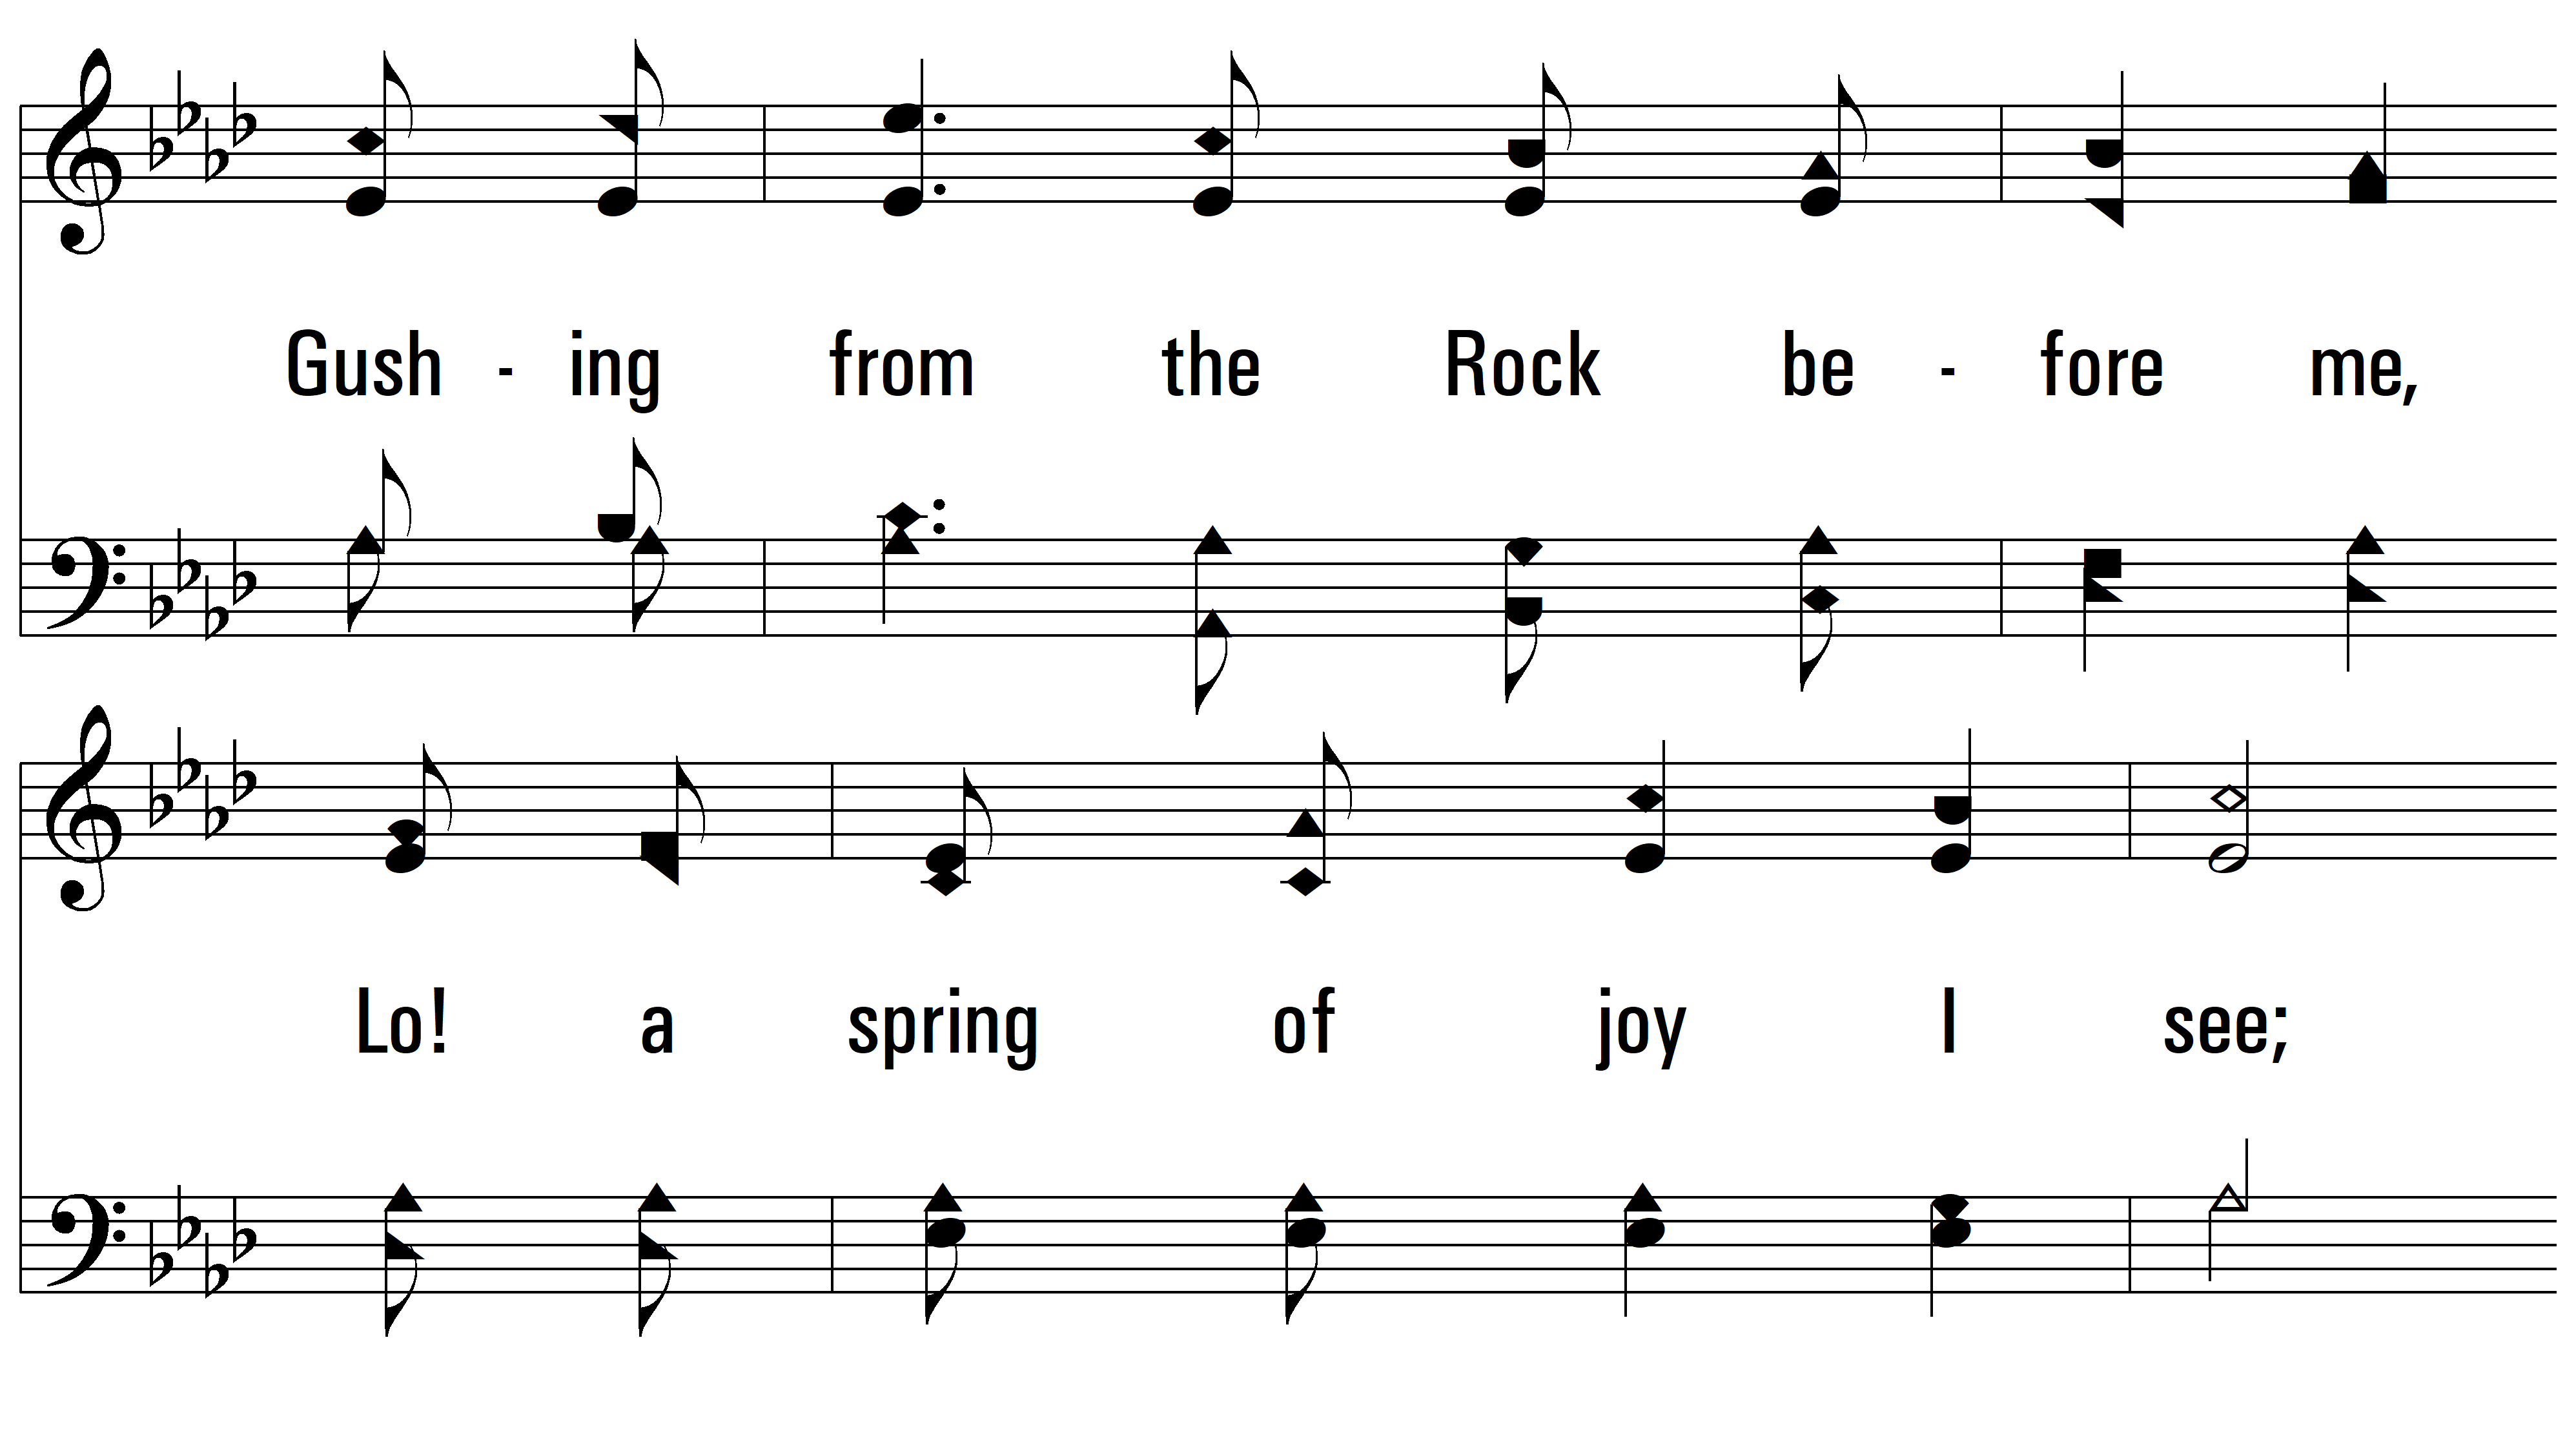 Gush - ing from the Rock be - fore me,
Lo! a spring of joy I see;